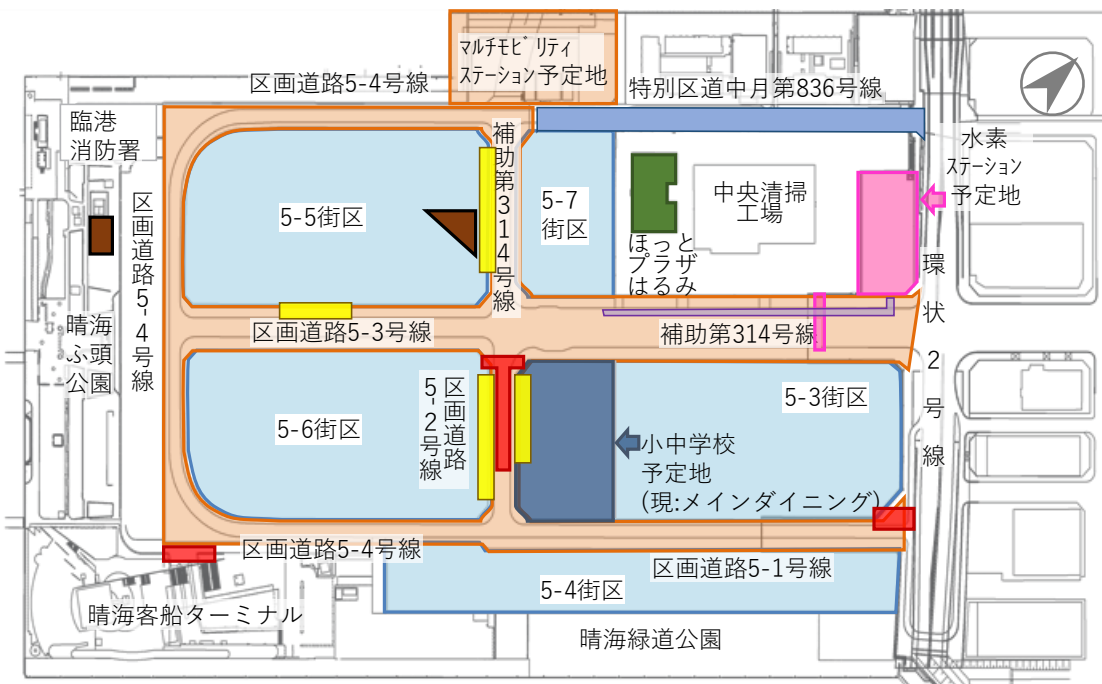 マルチモビリティ
ステーション予定地
区画道路5-4号線
特別区道中月第836号線
臨港
消防署
水素
ステーション
予定地
補助第314号線
5-5街区
5-7
街区
中央清掃
工場
ほっと
プラザ
はるみ
区画道路5-4号線
環状2号線
晴海
ふ頭
公園
区画道路5-3号線
補助第314号線
5-3街区
区画道路
5-2号線
5-6街区
小中学校
予定地
(現:メインダイニング)
区画道路5-4号線
区画道路5-1号線
5-4街区
晴海客船ターミナル
晴海緑道公園